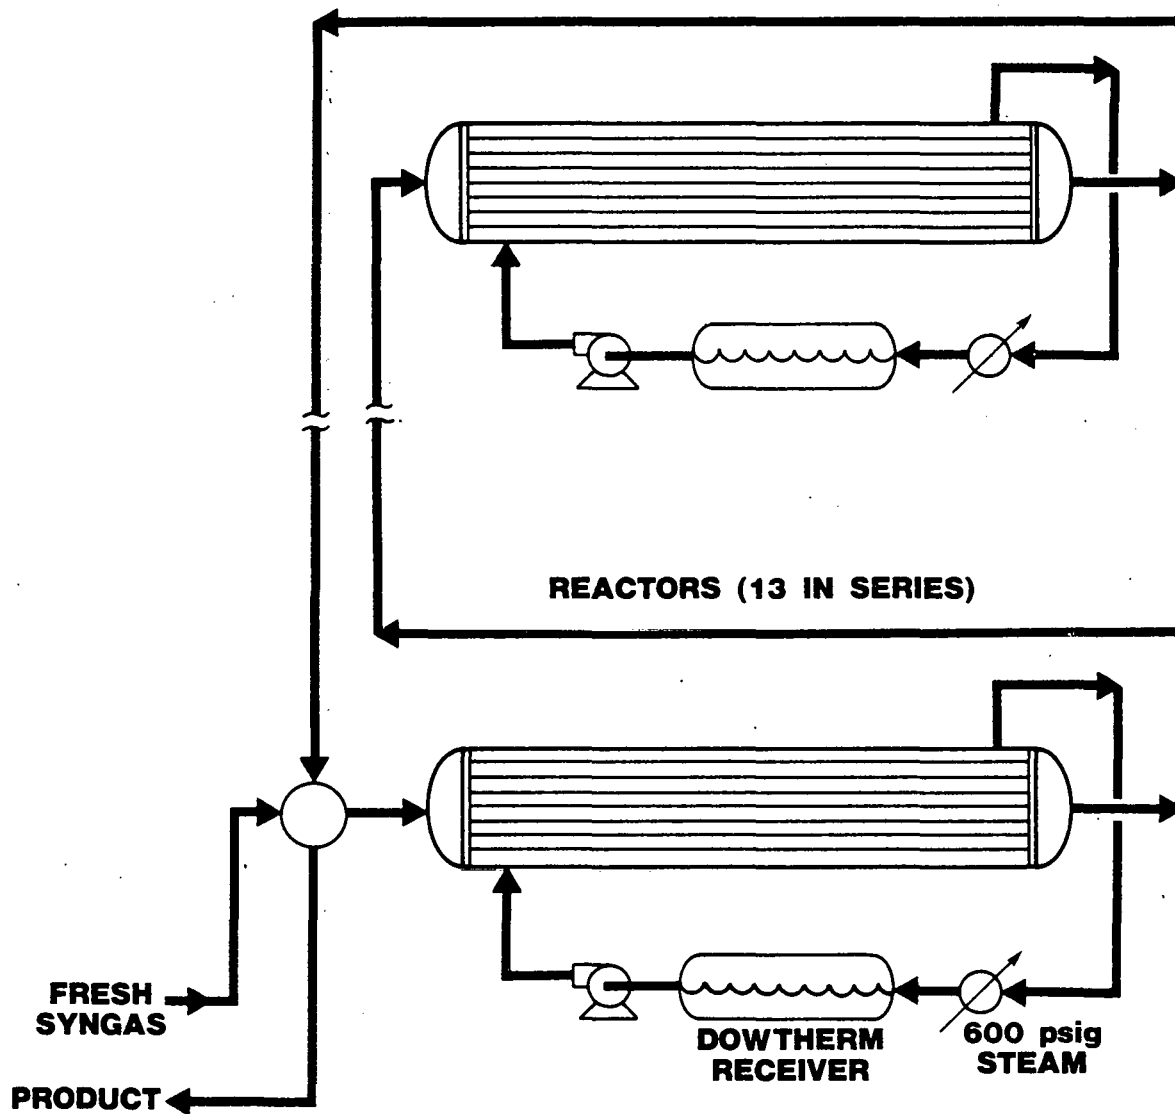 REACTORS (13 IN SERIES)
FRESH
SYNGAS
DOWTHERM
RECEIVER
600 psig
STEAM
PRODUCT